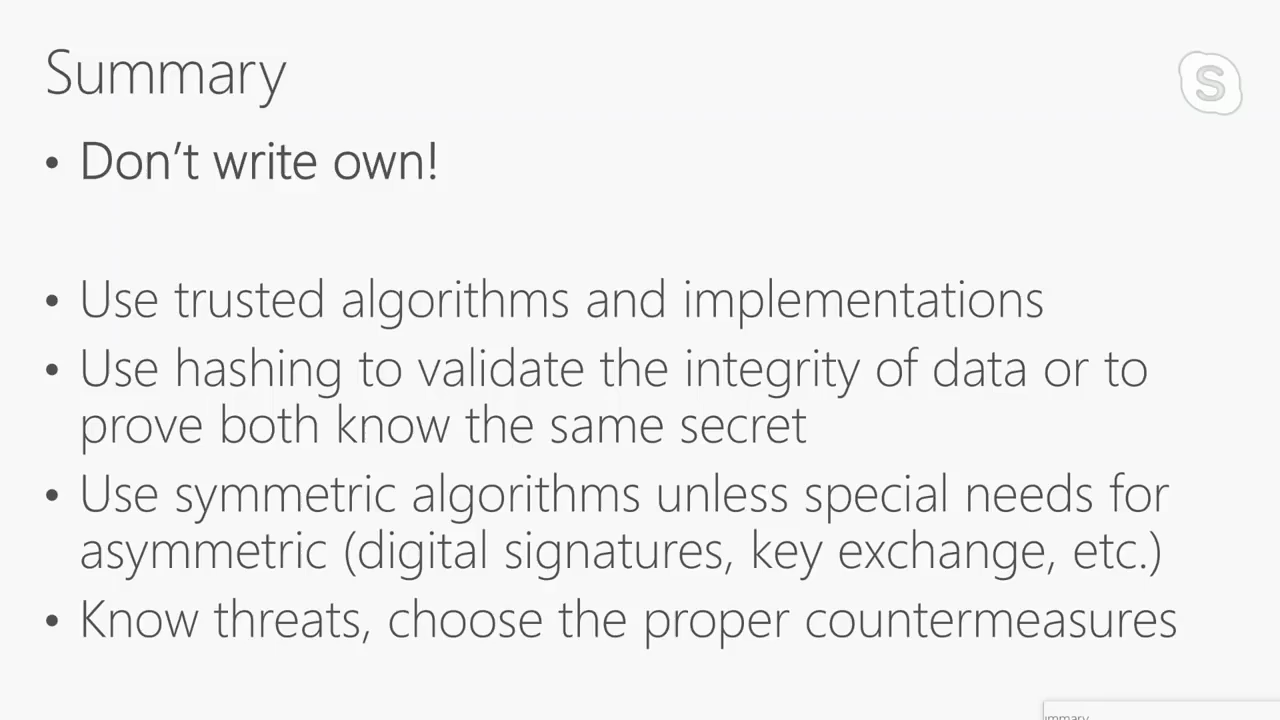 Summary
S
• Don't write own!
• Use trusted algorithms and implementations
• Use hashing to validate the integrity of data or to
prove both know the same secret
• Use symmetric algorithms unless special needs for
asymmetric (digital signatures, key exchange, etc.)
• Know threats, choose the proper countermeasures